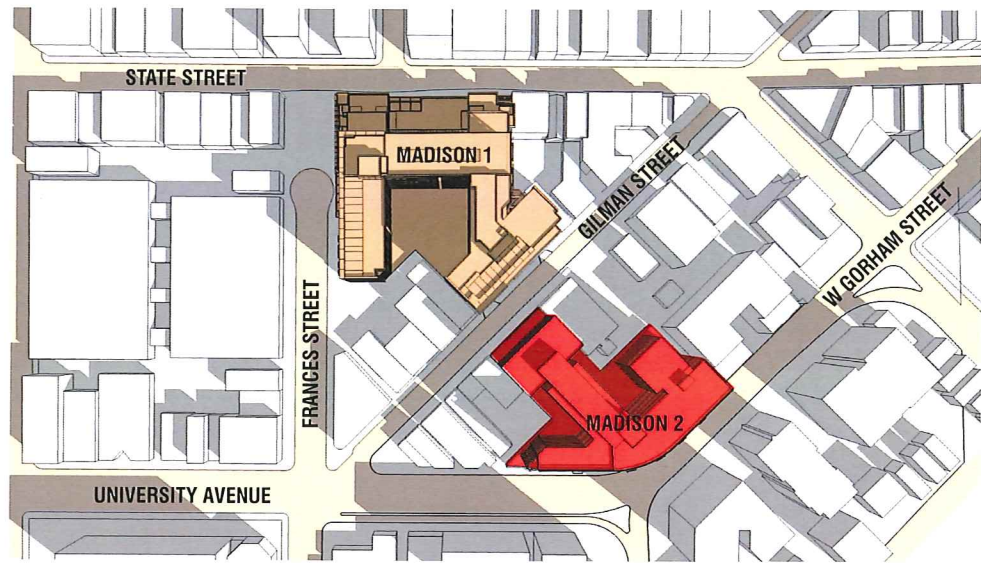 STATE STREET
MADISON 1
GILMAN STREET
W GORHAM STREET
FRANCES STREET
MADISON 2
UNIVERSITY AVENUE